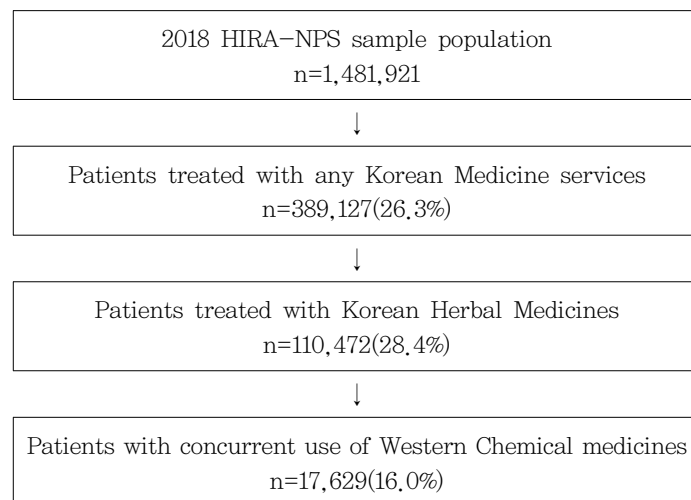 2018 HIRA-NPS sample population
n=1,481,921
↓
Patients treated with any Korean Medicine services
n=389,127(26.3%)
↓
Patients treated with Korean Herbal Medicines
n=110,472(28.4%)
↓
Patients with concurrent use of Western Chemical medicines
n=17,629(16.0%)